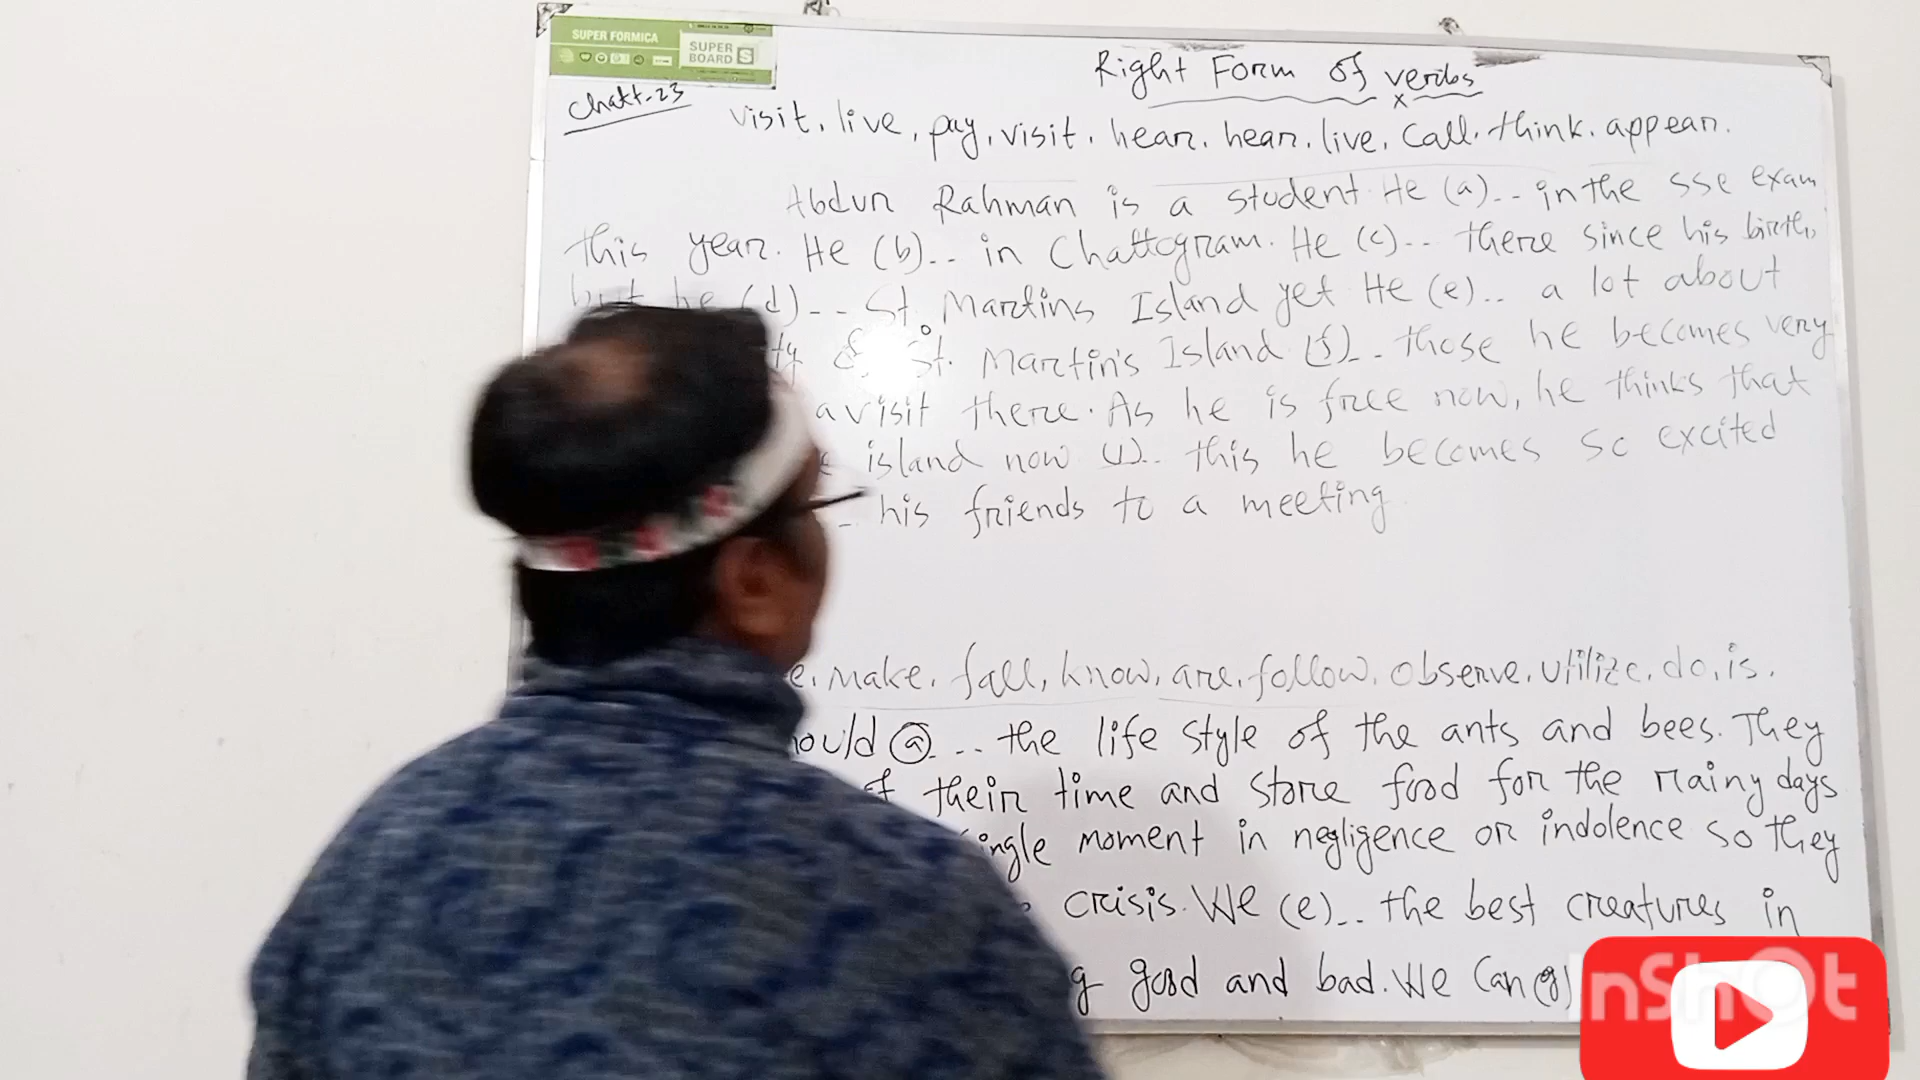 SUPER FORMICA
SUPER BOARD S
Right Form of verbs
Chatt-23
x
visit, live, pay, visit, hear, hear, live, call, think, appear.
Abdur Rahman is a student. He (a)-- in the SSC exam
this year. He (b)-- in Chattogram. He (c)-- there since his birth,
but he (d)-- St Martins Island yet He (e)-- a lot about
ty of St. Martin's Island (f)-- those he becomes very
a visit there. As he is free now, he thinks that
island now (i)-- this he becomes so excited
his friends to a meeting
e, make, fall, know, are, follow, observe, utilize, do, is.
ould (a)-- the life style of the ants and bees. They
f their time and store food for the rainy days
ingle moment in negligence or indolence so they
crisis. We (e)-- the best creatures in
g good and bad. We can (g)
InShOt